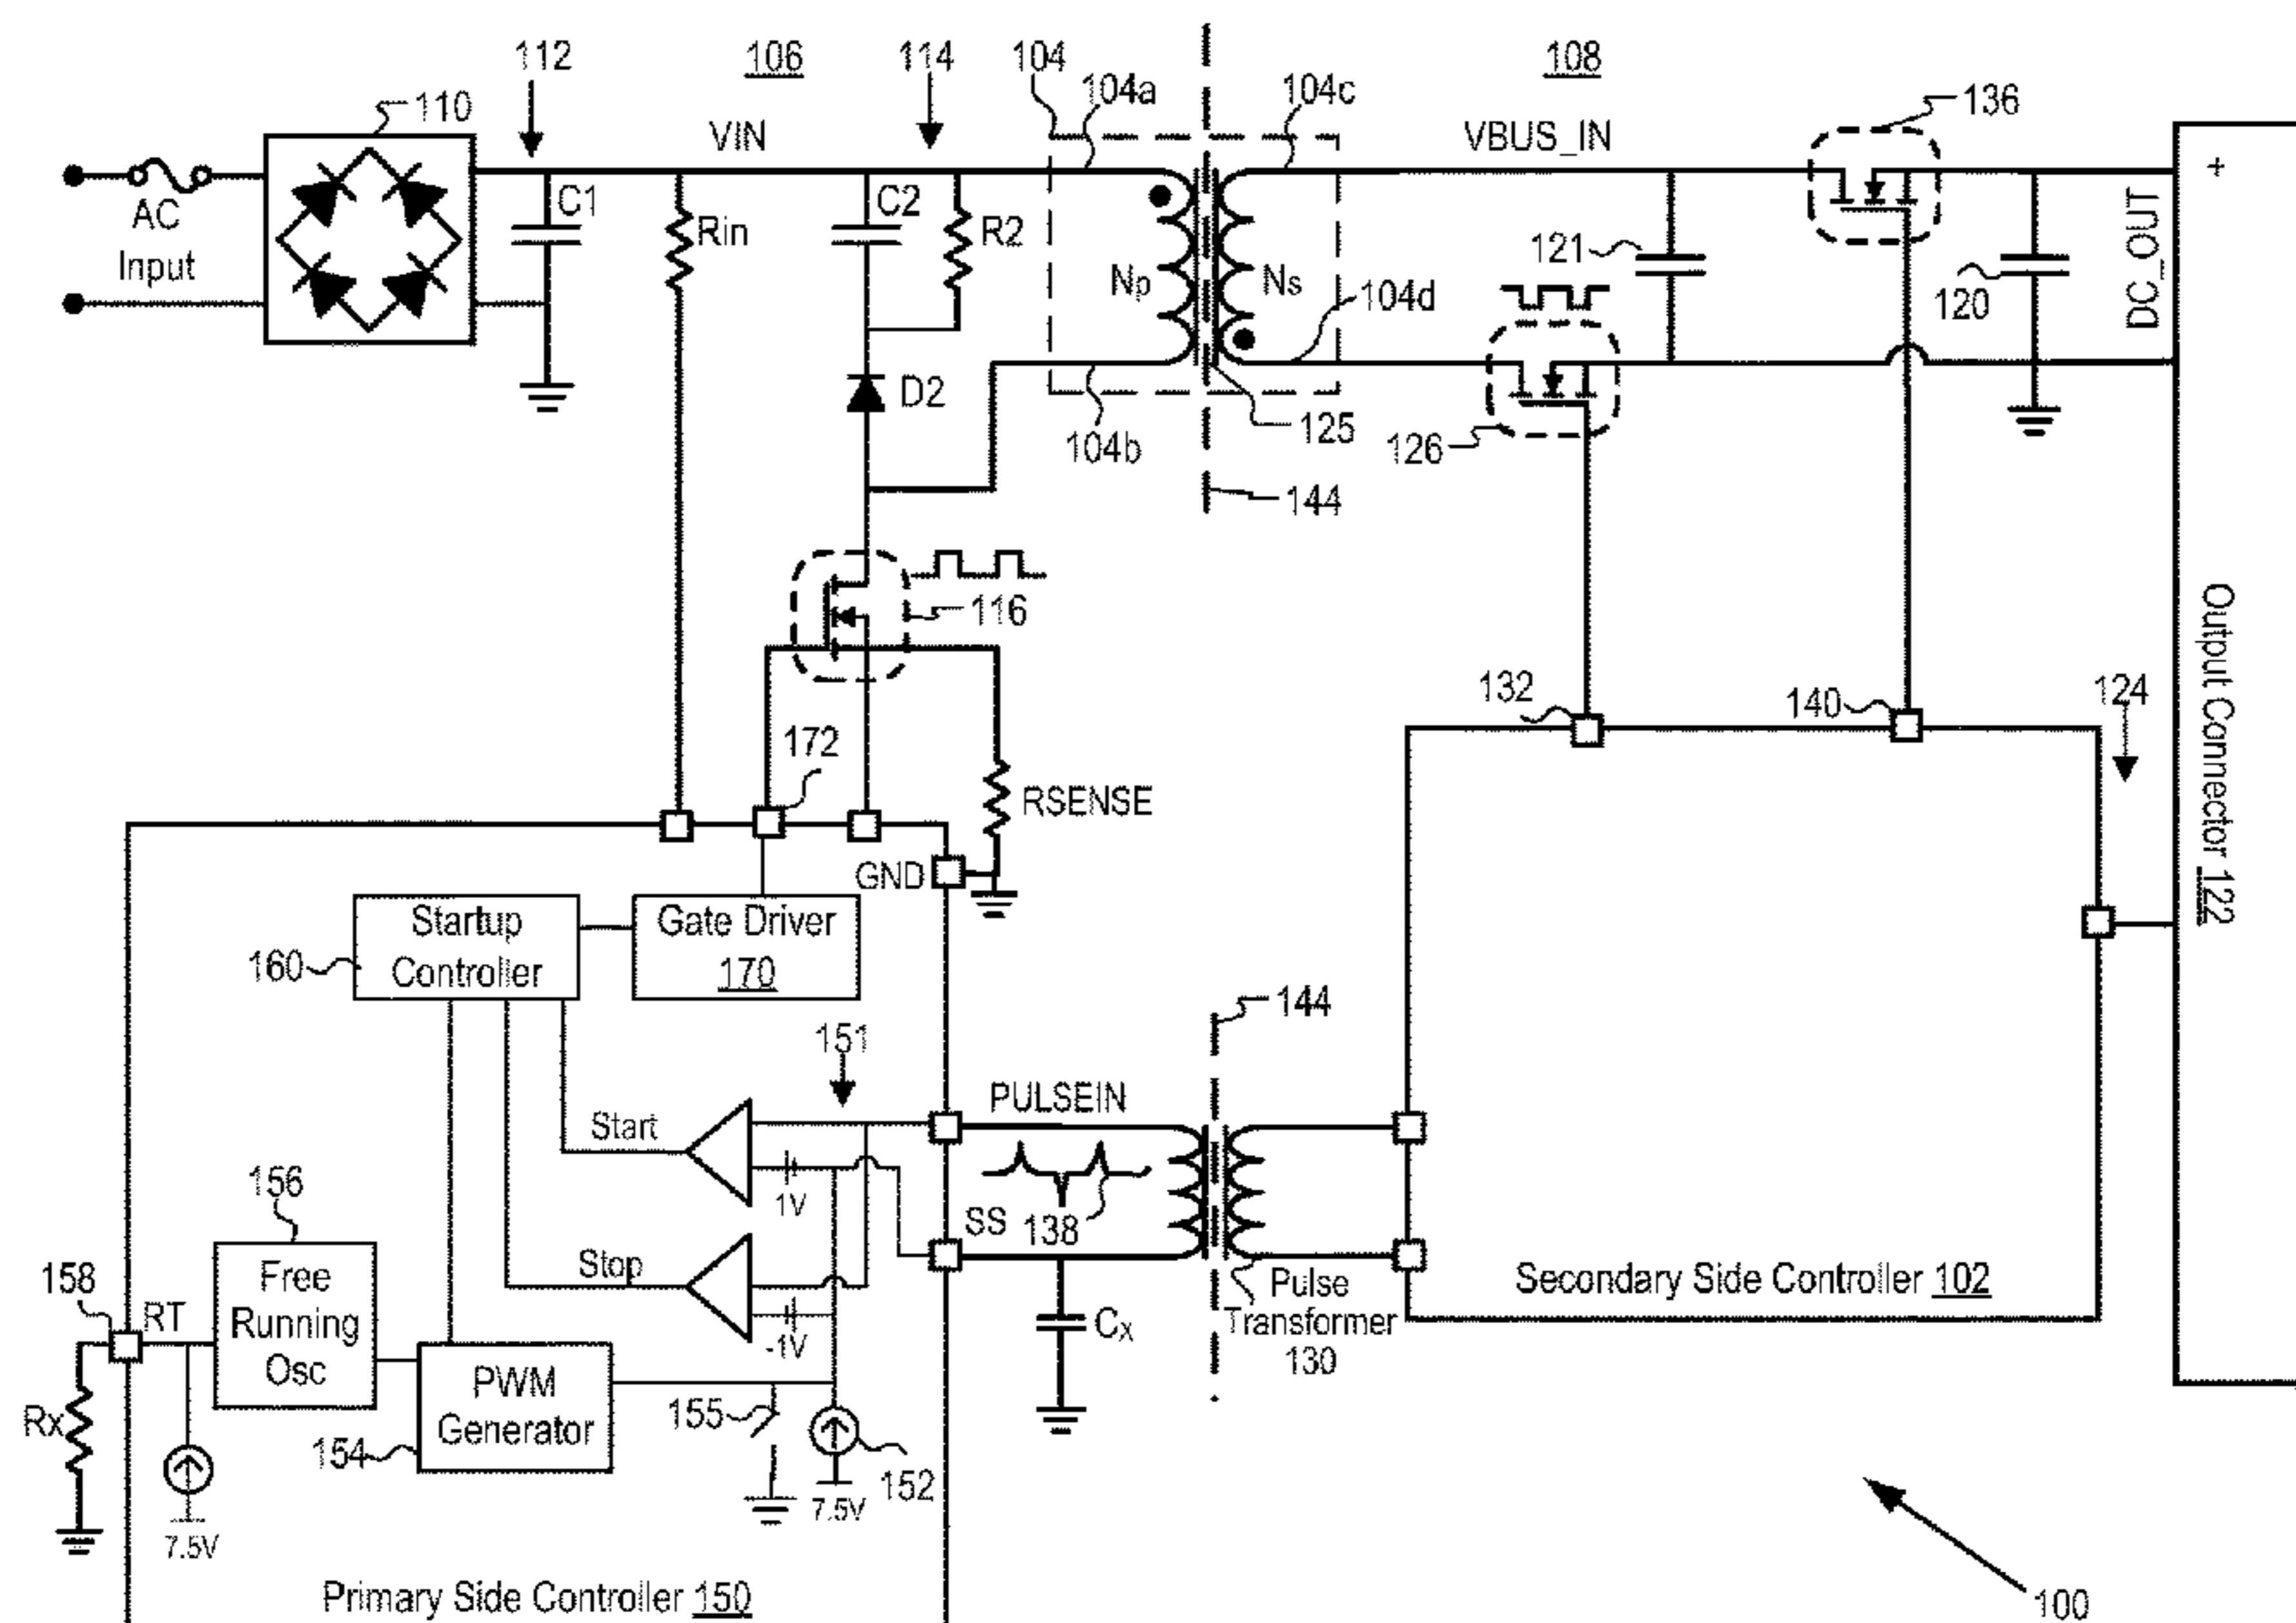 112
106
114
104
104a
104c
108
136
110
VIN
VBUS_IN
AC
Input
C1
Rin
C2
R2
Np
Ns
121
120
DC_OUT
+
104d
D2
104b
125
126
144
116
132
140
124
Output Connector 122
172
RSENSE
GND
Startup
Controller
160
Gate Driver
170
144
151
PULSEIN
Start
1V
SS
138
156
Stop
-1V
158
RT
Free
Running
Osc
Cx
Pulse
Transformer
130
Secondary Side Controller 102
Rx
PWM
Generator
154
155
152
7.5V
7.5V
Primary Side Controller 150
100